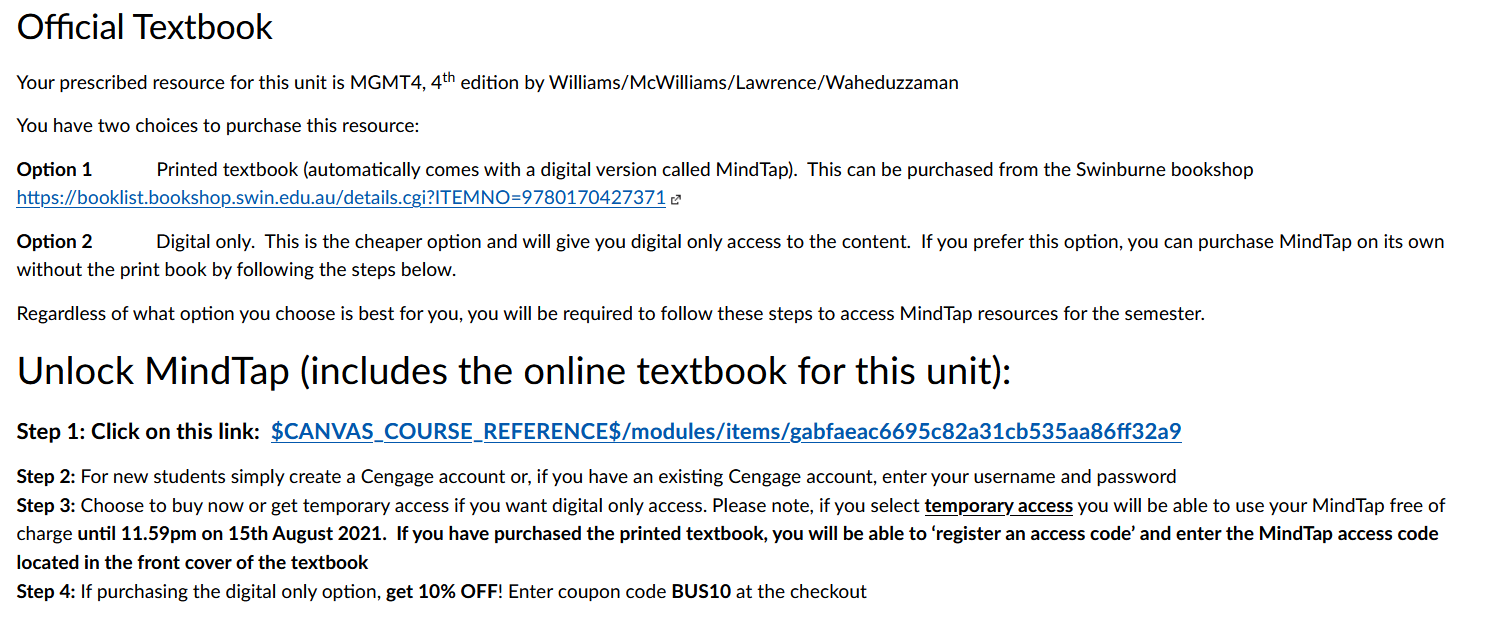 Official Textbook
Your prescribed resource for this unit is MGMT4, 4th edition by Williams/McWilliams/Lawrence/Waheduzzaman
You have two choices to purchase this resource:
Option 1 Printed textbook (automatically comes with a digital version called MindTap). This can be purchased from the Swinburne bookshop
https://booklist.bookshop.swin.edu.au/details.cgi?ITEMNO=9780170427371
Option 2 Digital only. This is the cheaper option and will give you digital only access to the content. If you prefer this option, you can purchase MindTap on its own
without the print book by following the steps below.
Regardless of what option you choose is best for you, you will be required to follow these steps to access MindTap resources for the semester.
Unlock MindTap (includes the online textbook for this unit):
Step 1: Click on this link: $CANVAS_COURSE_REFERENCE$/modules/items/gabfaeac6695c82a31cb535aa86ff32a9
Step 2: For new students simply create a Cengage account or, if you have an existing Cengage account, enter your username and password
Step 3: Choose to buy now or get temporary access if you want digital only access. Please note, if you select temporary access you will be able to use your MindTap free of
charge until 11.59pm on 15th August 2021. If you have purchased the printed textbook, you will be able to ‘register an access code’ and enter the MindTap access code
located in the front cover of the textbook
Step 4: If purchasing the digital only option, get 10% OFF! Enter coupon code BUS10 at the checkout